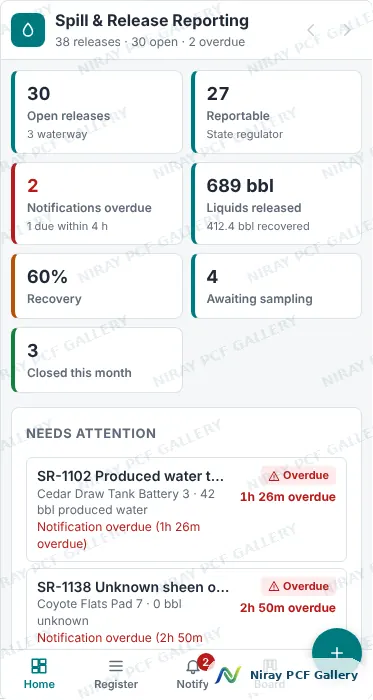 Spill & Release Reporting
38 releases · 30 open · 2 overdue
30
Open releases
3 waterway
27
Reportable
State regulator
2
Notifications overdue
1 due within 4 h
689 bbl
Liquids released
412.4 bbl recovered
60%
Recovery
4
Awaiting sampling
3
Closed this month
NEEDS ATTENTION
SR-1102 Produced water t...
Overdue
Cedar Draw Tank Battery 3 · 42
bbl produced water
1h 26m overdue
Notification overdue (1h 26m
overdue)
SR-1138 Unknown sheen o...
Overdue
Coyote Flats Pad 7 · 0 bbl
unknown
2h 50m overdue
Notification overdue (2h 50m
+
Home
Register
Notify
2
Board
Niray PCF Gallery
NIRAY PCF GALLERY